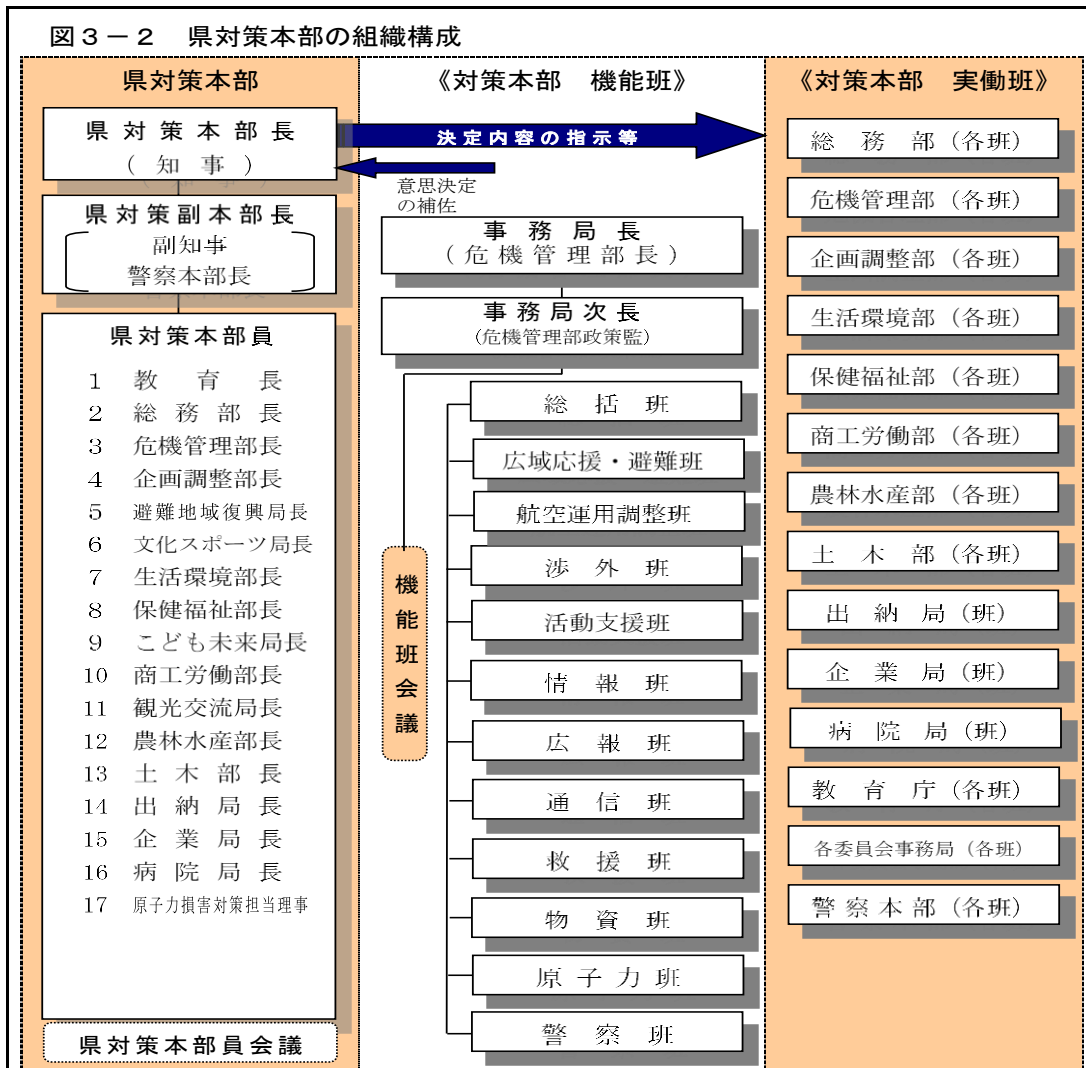 図3－2　県対策本部の組織構成
県対策本部
県対策本部長
(知事)
県対策副本部長
副知事
警察本部長
県対策本部員
1 教育長
2 総務部長
3 危機管理部長
4 企画調整部長
5 避難地域復興局長
6 文化スポーツ局長
7 生活環境部長
8 保健福祉部長
9 こども未来局長
10 商工労働部長
11 観光交流局長
12 農林水産部長
13 土木部長
14 出納局長
15 企業局長
16 病院局長
17 原子力損害対策担当理事
県対策本部員会議
《対策本部　機能班》
決定内容の指示等
意思決定
の補佐
事務局長
(危機管理部長)
事務局次長
(危機管理部政策監)
機能班会議
総括班
広域応援・避難班
航空運用調整班
渉外班
活動支援班
情報班
広報班
通信班
救援班
物資班
原子力班
警察班
《対策本部　実働班》
総務部(各班)
危機管理部(各班)
企画調整部(各班)
生活環境部(各班)
保健福祉部(各班)
商工労働部(各班)
農林水産部(各班)
土木部(各班)
出納局(班)
企業局(班)
病院局(班)
教育庁(各班)
各委員会事務局(各班)
警察本部(各班)